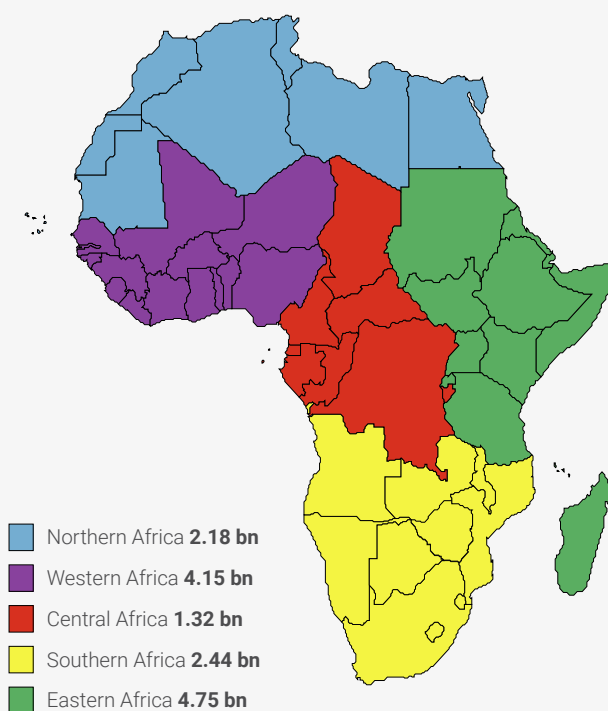 Northern Africa 2.18 bn
Western Africa 4.15 bn
Central Africa 1.32 bn
Southern Africa 2.44 bn
Eastern Africa 4.75 bn